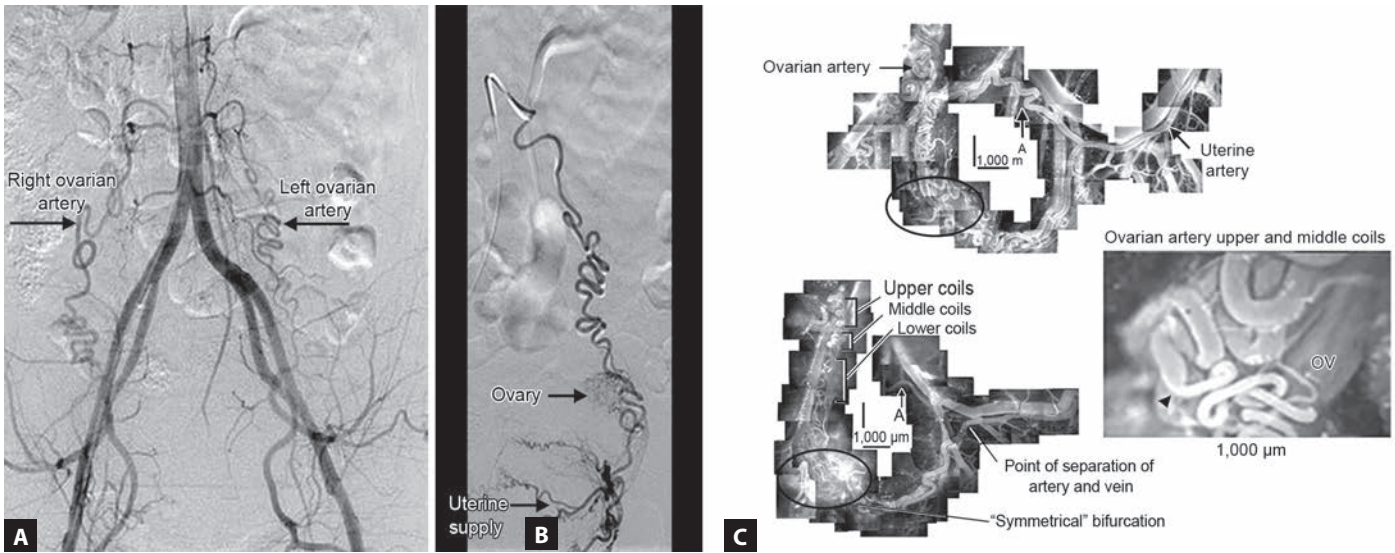 Right ovarian
artery
Left ovarian
artery
A
Ovary
Uterine
supply
B
Ovarian artery
A
1,000 m
Uterine
artery
Ovarian artery upper and middle coils
Upper coils
Middle coils
Lower coils
OV
A
1,000 µm
1,000 µm
Point of separation of
artery and vein
"Symmetrical" bifurcation
C